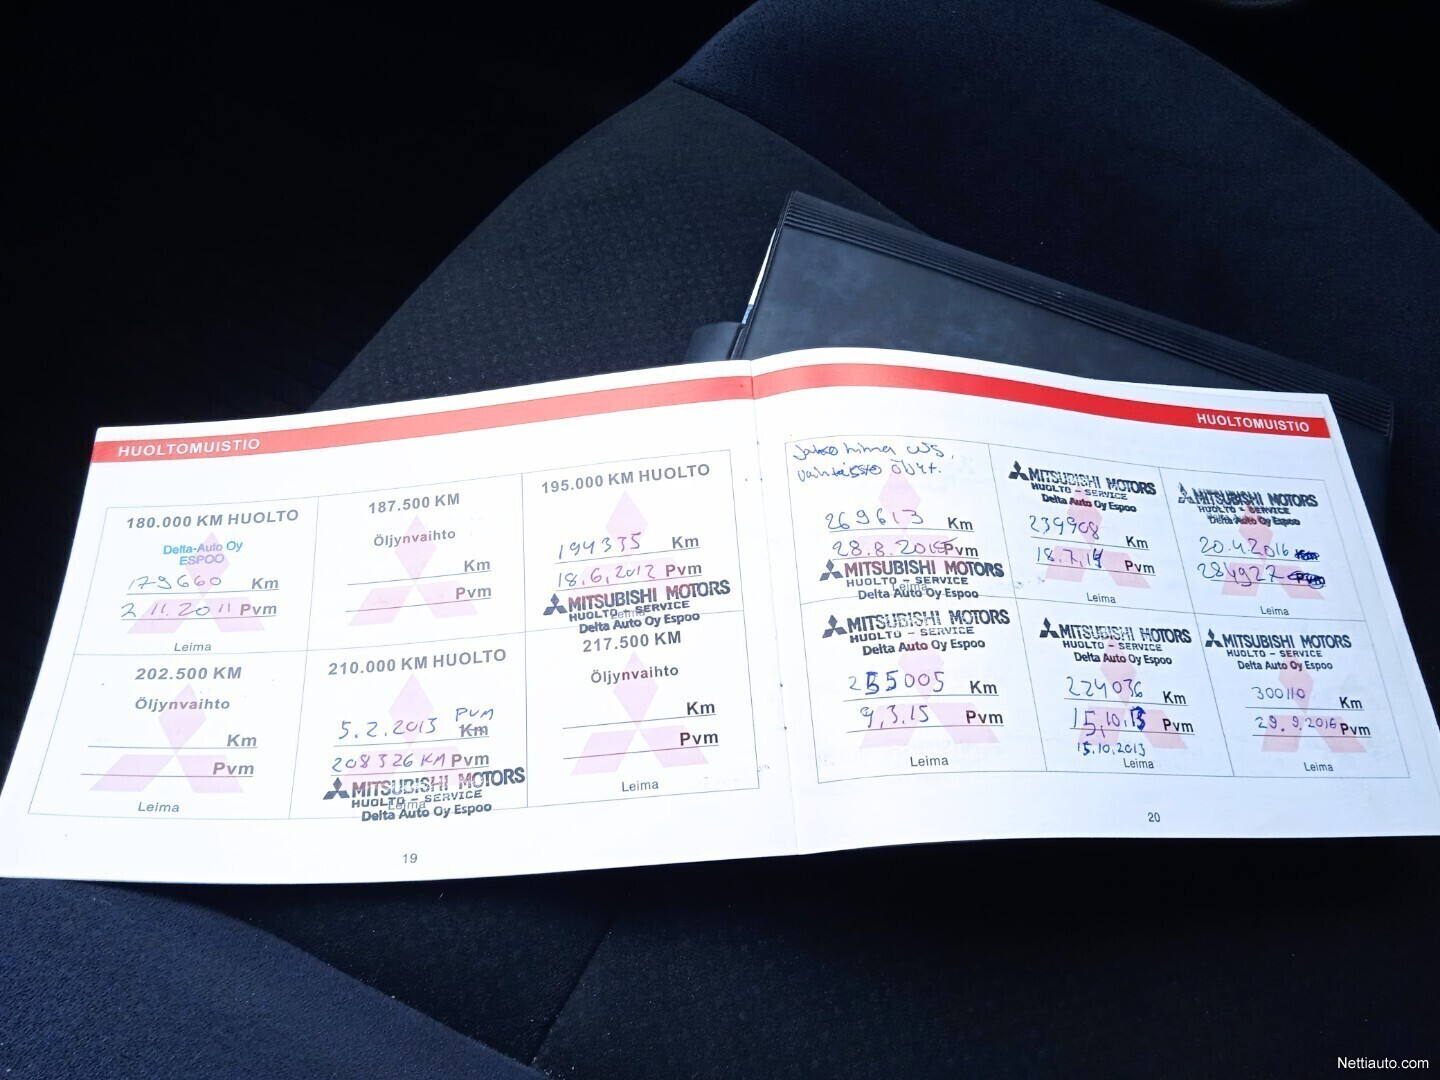 HUOLTOMUISTIO
180.000 KM HUOLTO
Delta-Auto Oy
ESPOO
179660 Km
2.11.2011 Pvm
Leima
187.500 KM
Öljynvaihto
Km
Pvm
195.000 KM HUOLTO
194335 Km
18.6.2012 Pvm
Leima
MITSUBISHI MOTORS
HUOLTO - SERVICE
Delta Auto Oy Espoo
202.500 KM
Öljynvaihto
Km
Pvm
Leima
210.000 KM HUOLTO
5.2.2013 PVM Km
208326 KM Pvm
Leima
MITSUBISHI MOTORS
HUOLTO - SERVICE
Delta Auto Oy Espoo
217.500 KM
Öljynvaihto
Km
Pvm
Leima
19
HUOLTOMUISTIO
öljyt.
269613 Km
28.8.2015 Pvm
Leima
MITSUBISHI MOTORS
HUOLTO - SERVICE
Delta Auto Oy Espoo
MITSUBISHI MOTORS
HUOLTO - SERVICE
Delta Auto Oy Espoo
239908 Km
18.7.14 Pvm
Leima
MITSUBISHI MOTORS
HUOLTO - SERVICE
Delta Auto Oy Espoo
20.4.2016 Km
284927 Pvm
Leima
MITSUBISHI MOTORS
HUOLTO - SERVICE
Delta Auto Oy Espoo
255005 Km
9.3.15 Pvm
Leima
MITSUBISHI MOTORS
HUOLTO - SERVICE
Delta Auto Oy Espoo
224036 Km
15.10.13 Pvm
15.10.2013
Leima
MITSUBISHI MOTORS
HUOLTO - SERVICE
Delta Auto Oy Espoo
300110 Km
29.9.2016 Pvm
Leima
20
Nettiauto.com